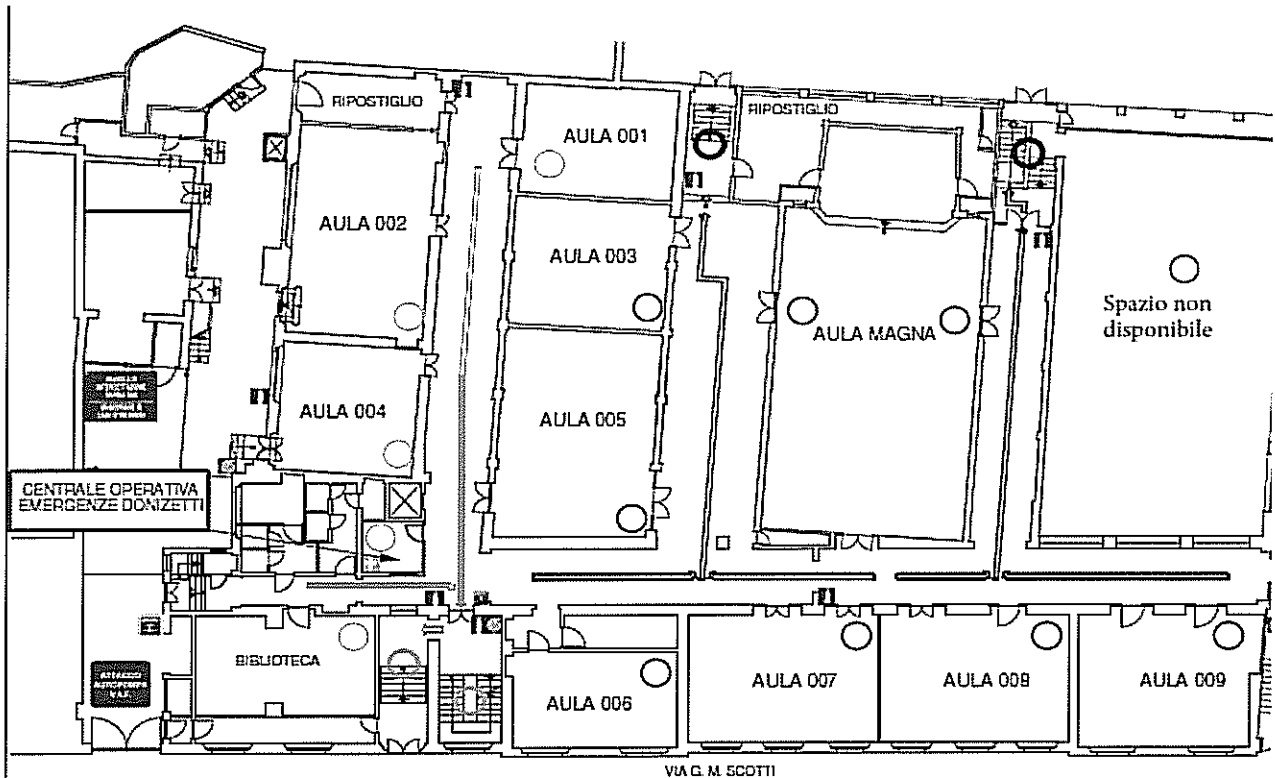 RIPOSTIGLIO
RIPOSTIGLIO
AULA 001
AULA 002
AULA 003
Spazio non
disponibile
AULA MAGNA
AULA 004
AULA 005
CENTRALE OPERATIVA
EMERGENZE DONIZETTI
BIBLIOTECA
AULA 006
AULA 007
AULA 008
AULA 009
VIA G. M. SCOTTI